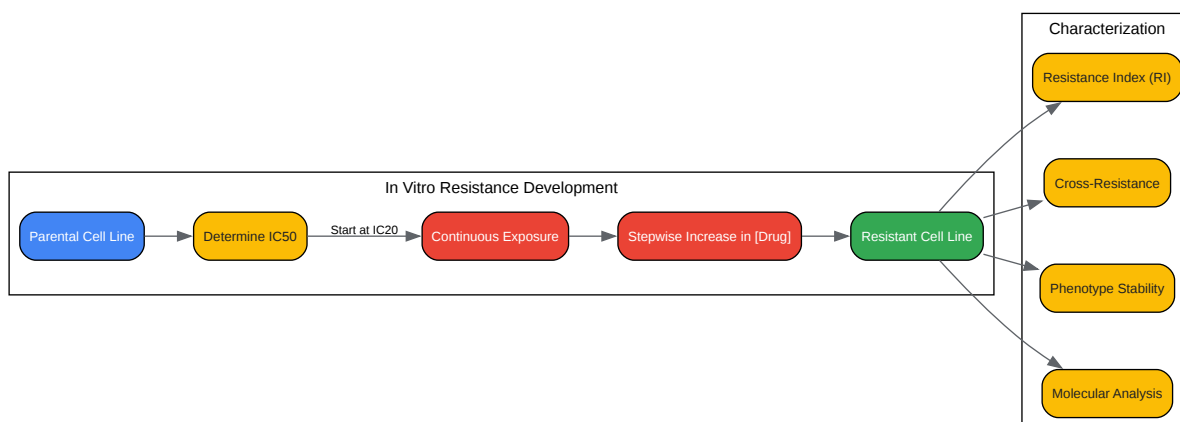 Characterization
Resistance Index (RI)
Cross-Resistance
In Vitro Resistance Development
Parental Cell Line
Determine IC50
Start at IC20
Continuous Exposure
Stepwise Increase in [Drug]
Resistant Cell Line
Phenotype Stability
Molecular Analysis